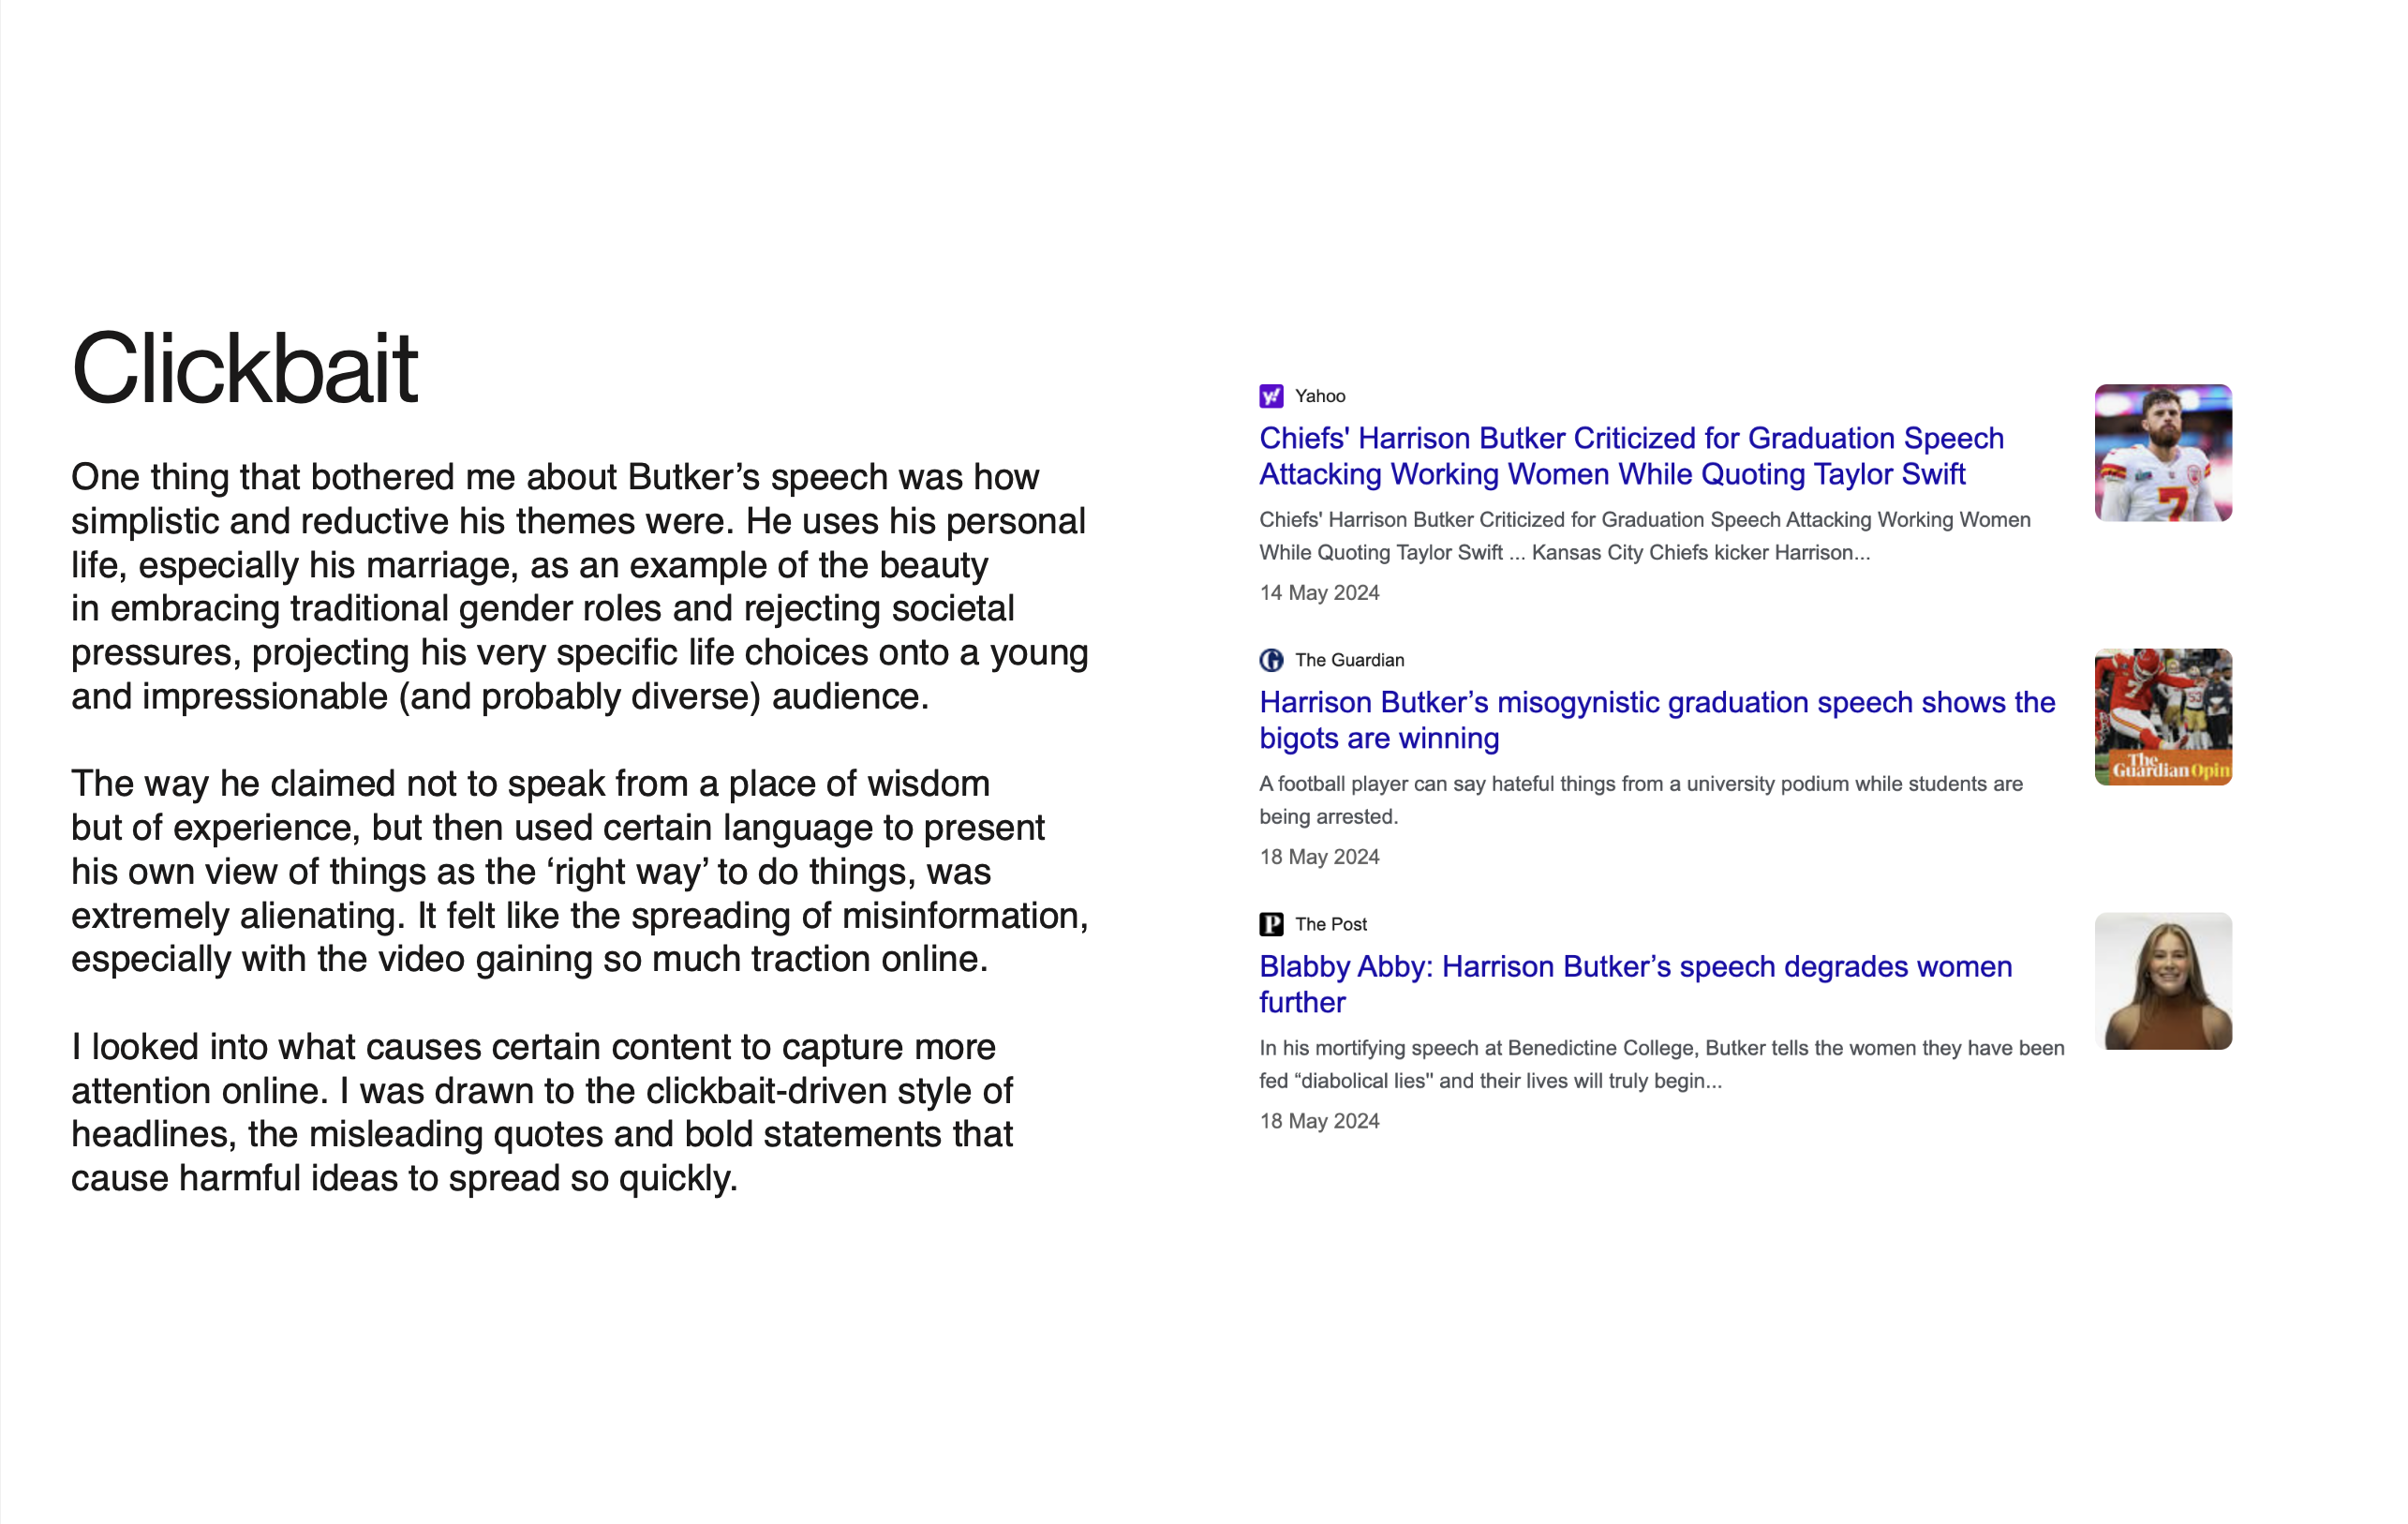 Clickbait
One thing that bothered me about Butker’s speech was how
simplistic and reductive his themes were. He uses his personal
life, especially his marriage, as an example of the beauty
in embracing traditional gender roles and rejecting societal
pressures, projecting his very specific life choices onto a young
and impressionable (and probably diverse) audience.
The way he claimed not to speak from a place of wisdom
but of experience, but then used certain language to present
his own view of things as the ‘right way’ to do things, was
extremely alienating. It felt like the spreading of misinformation,
especially with the video gaining so much traction online.
I looked into what causes certain content to capture more
attention online. I was drawn to the clickbait-driven style of
headlines, the misleading quotes and bold statements that
cause harmful ideas to spread so quickly.
y! Yahoo
Chiefs' Harrison Butker Criticized for Graduation Speech
Attacking Working Women While Quoting Taylor Swift
Chiefs' Harrison Butker Criticized for Graduation Speech Attacking Working Women
While Quoting Taylor Swift ... Kansas City Chiefs kicker Harrison...
14 May 2024
7
G The Guardian
Harrison Butker’s misogynistic graduation speech shows the
bigots are winning
A football player can say hateful things from a university podium while students are
being arrested.
18 May 2024
7
53
The
Guardian Opin
P The Post
Blabby Abby: Harrison Butker’s speech degrades women
further
In his mortifying speech at Benedictine College, Butker tells the women they have been
fed “diabolical lies" and their lives will truly begin...
18 May 2024